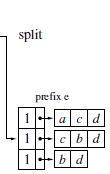 split
prefix e
1 a c d
1 c b d
1 b d